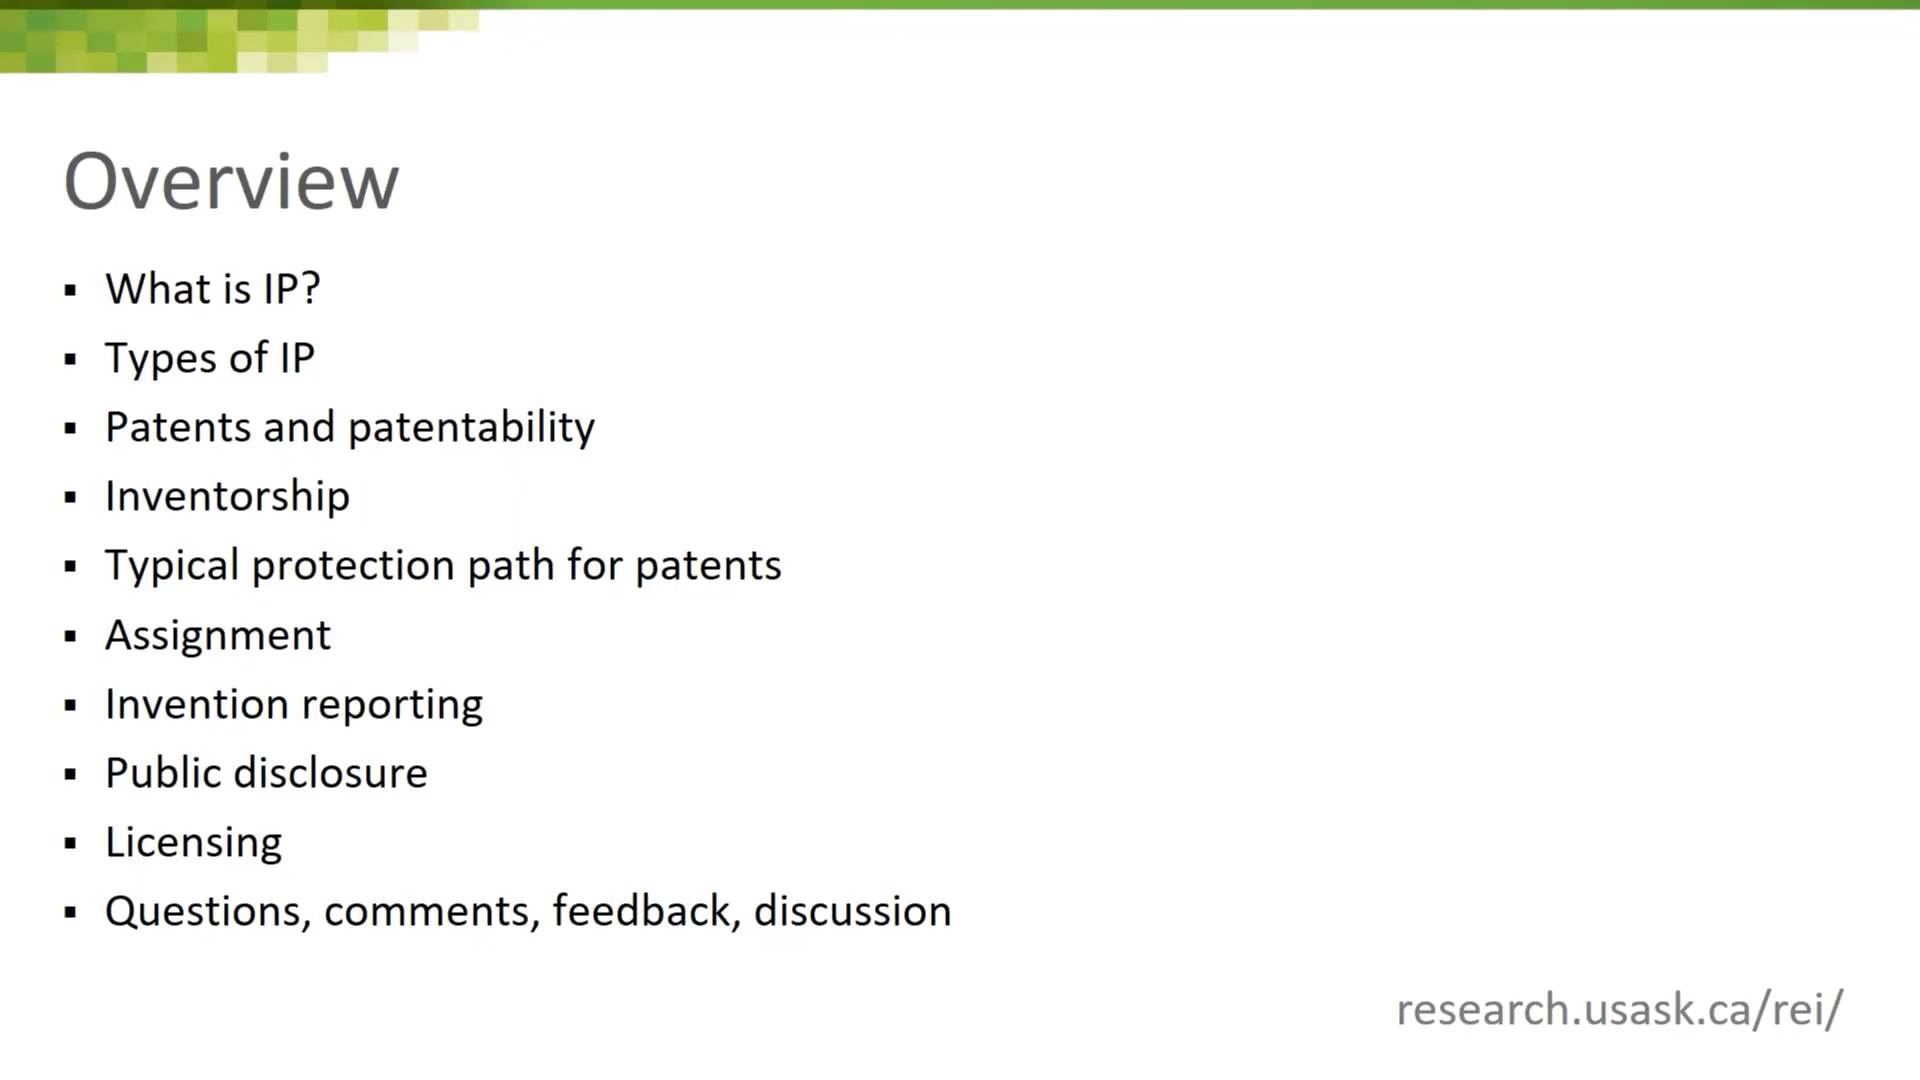 Overview
▪ What is IP?
▪ Types of IP
▪ Patents and patentability
▪ Inventorship
▪ Typical protection path for patents
▪ Assignment
▪ Invention reporting
▪ Public disclosure
▪ Licensing
▪ Questions, comments, feedback, discussion
research.usask.ca/rei/